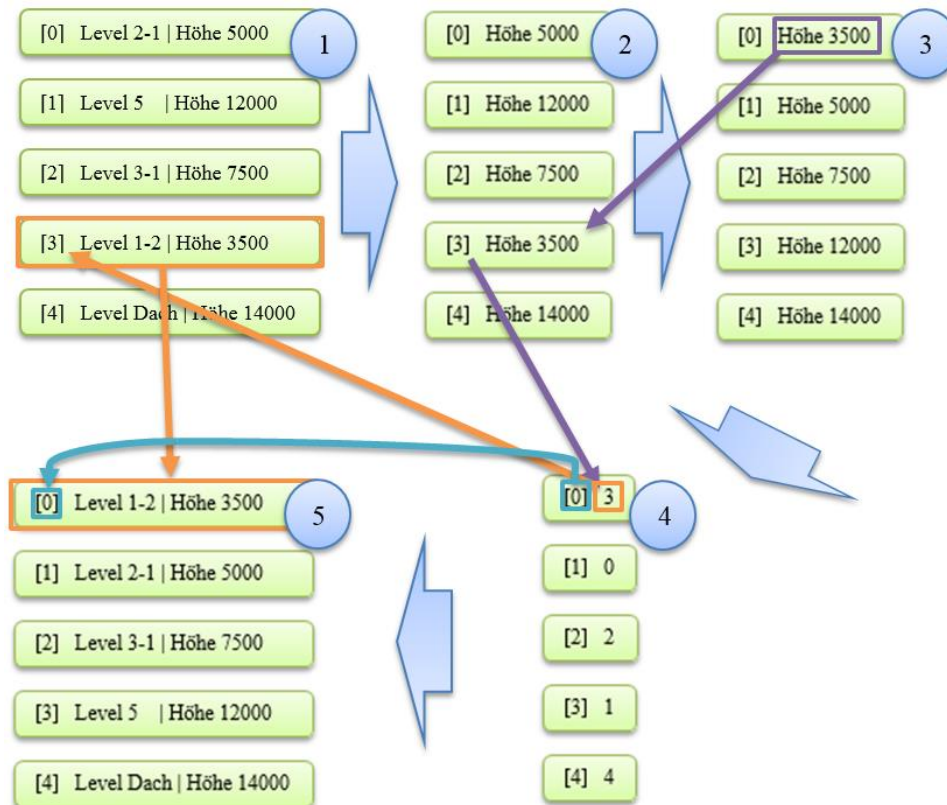 [0] Level 2-1 | Höhe 5000
1
[1] Level 5 | Höhe 12000
[2] Level 3-1 | Höhe 7500
[3] Level 1-2 | Höhe 3500
[4] Level Dach | Höhe 14000
[0] Höhe 5000
2
[1] Höhe 12000
[2] Höhe 7500
[3] Höhe 3500
[4] Höhe 14000
[0] Höhe 3500
3
[1] Höhe 5000
[2] Höhe 7500
[3] Höhe 12000
[4] Höhe 14000
[0] 3
4
[1] 0
[2] 2
[3] 1
[4] 4
[0] Level 1-2 | Höhe 3500
5
[1] Level 2-1 | Höhe 5000
[2] Level 3-1 | Höhe 7500
[3] Level 5 | Höhe 12000
[4] Level Dach | Höhe 14000